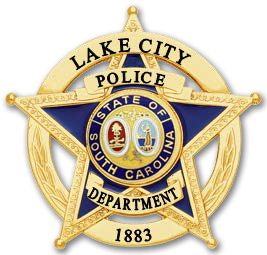 LAKE CITY
POLICE
STATE OF
SOUTH CAROLINA
DEPARTMENT
1883